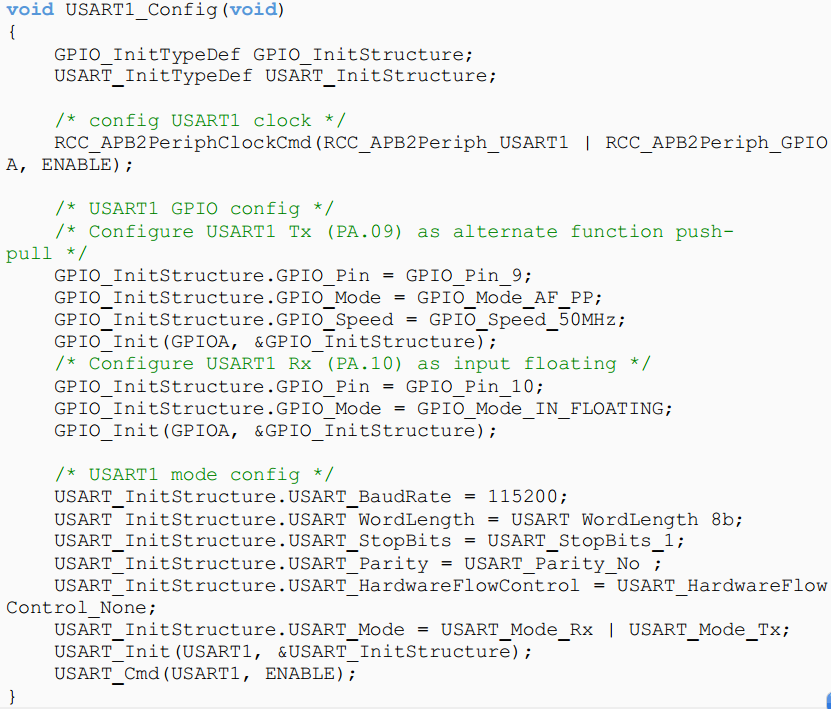 void USART1_Config(void)
{
    GPIO_InitTypeDef GPIO_InitStructure;
    USART_InitTypeDef USART_InitStructure;

    /* config USART1 clock */
    RCC_APB2PeriphClockCmd(RCC_APB2Periph_USART1 | RCC_APB2Periph_GPIO
A, ENABLE);

    /* USART1 GPIO config */
    /* Configure USART1 Tx (PA.09) as alternate function push-
pull */
    GPIO_InitStructure.GPIO_Pin = GPIO_Pin_9;
    GPIO_InitStructure.GPIO_Mode = GPIO_Mode_AF_PP;
    GPIO_InitStructure.GPIO_Speed = GPIO_Speed_50MHz;
    GPIO_Init(GPIOA, &GPIO_InitStructure);
    /* Configure USART1 Rx (PA.10) as input floating */
    GPIO_InitStructure.GPIO_Pin = GPIO_Pin_10;
    GPIO_InitStructure.GPIO_Mode = GPIO_Mode_IN_FLOATING;
    GPIO_Init(GPIOA, &GPIO_InitStructure);

    /* USART1 mode config */
    USART_InitStructure.USART_BaudRate = 115200;
    USART_InitStructure.USART_WordLength = USART_WordLength_8b;
    USART_InitStructure.USART_StopBits = USART_StopBits_1;
    USART_InitStructure.USART_Parity = USART_Parity_No ;
    USART_InitStructure.USART_HardwareFlowControl = USART_HardwareFlow
Control_None;
    USART_InitStructure.USART_Mode = USART_Mode_Rx | USART_Mode_Tx;
    USART_Init(USART1, &USART_InitStructure);
    USART_Cmd(USART1, ENABLE);
}